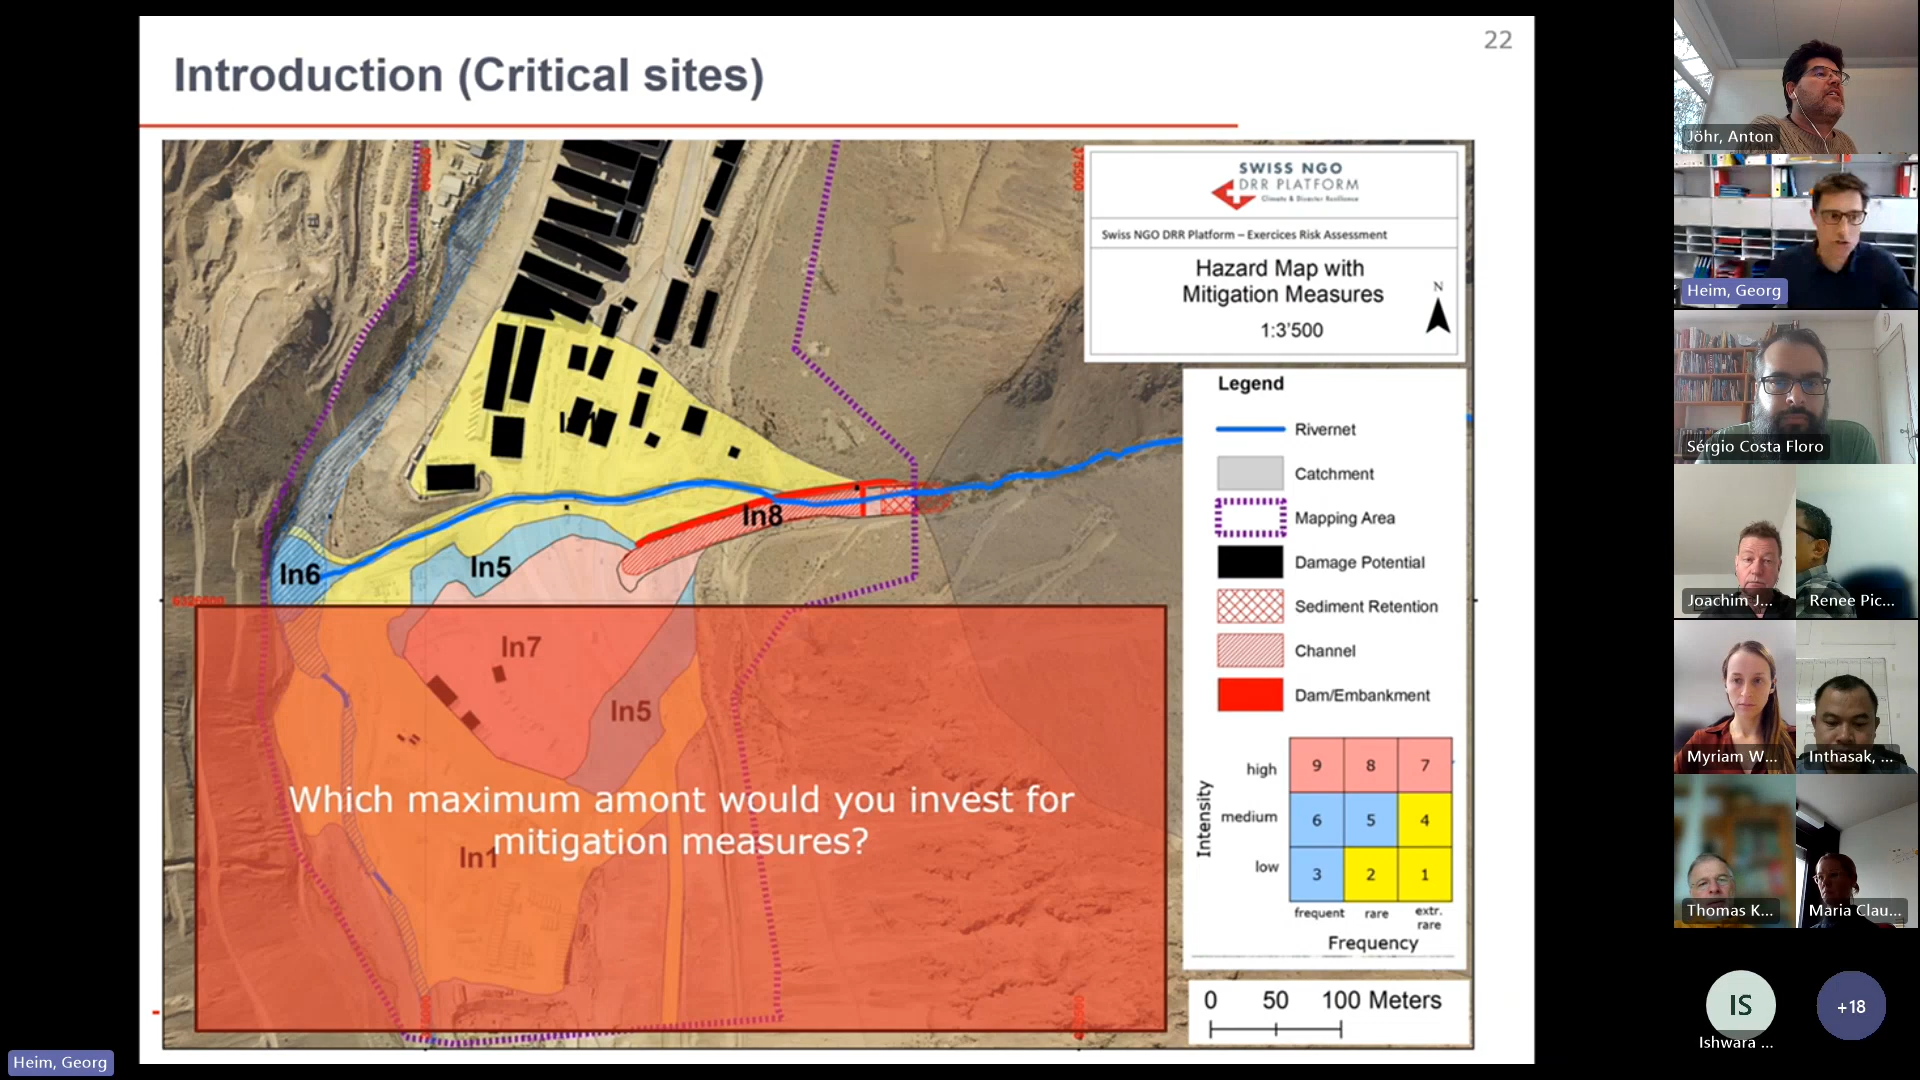 22
Introduction (Critical sites)
SWISS NGO
DRR PLATFORM
Climate & Disaster Resilience
Swiss NGO DRR Platform – Exercices Risk Assessment
Hazard Map with
Mitigation Measures
1:3'500
N
Legend
Rivernet
Catchment
Mapping Area
Damage Potential
Sediment Retention
Channel
Dam/Embankment
Intensity
high
9 8 7
medium
6 5 4
low
3 2 1
frequent rare extr.
rare
Frequency
0 50 100 Meters
In8
In5
In6
In7
In5
In1
Which maximum amont would you invest for
mitigation measures?
Heim, Georg
Jöhr, Anton
Heim, Georg
Sérgio Costa Floro
Joachim J...
Renee Pic...
Myriam W...
Inthasak, ...
Thomas K...
Maria Clau...
IS
Ishwara ...
+18